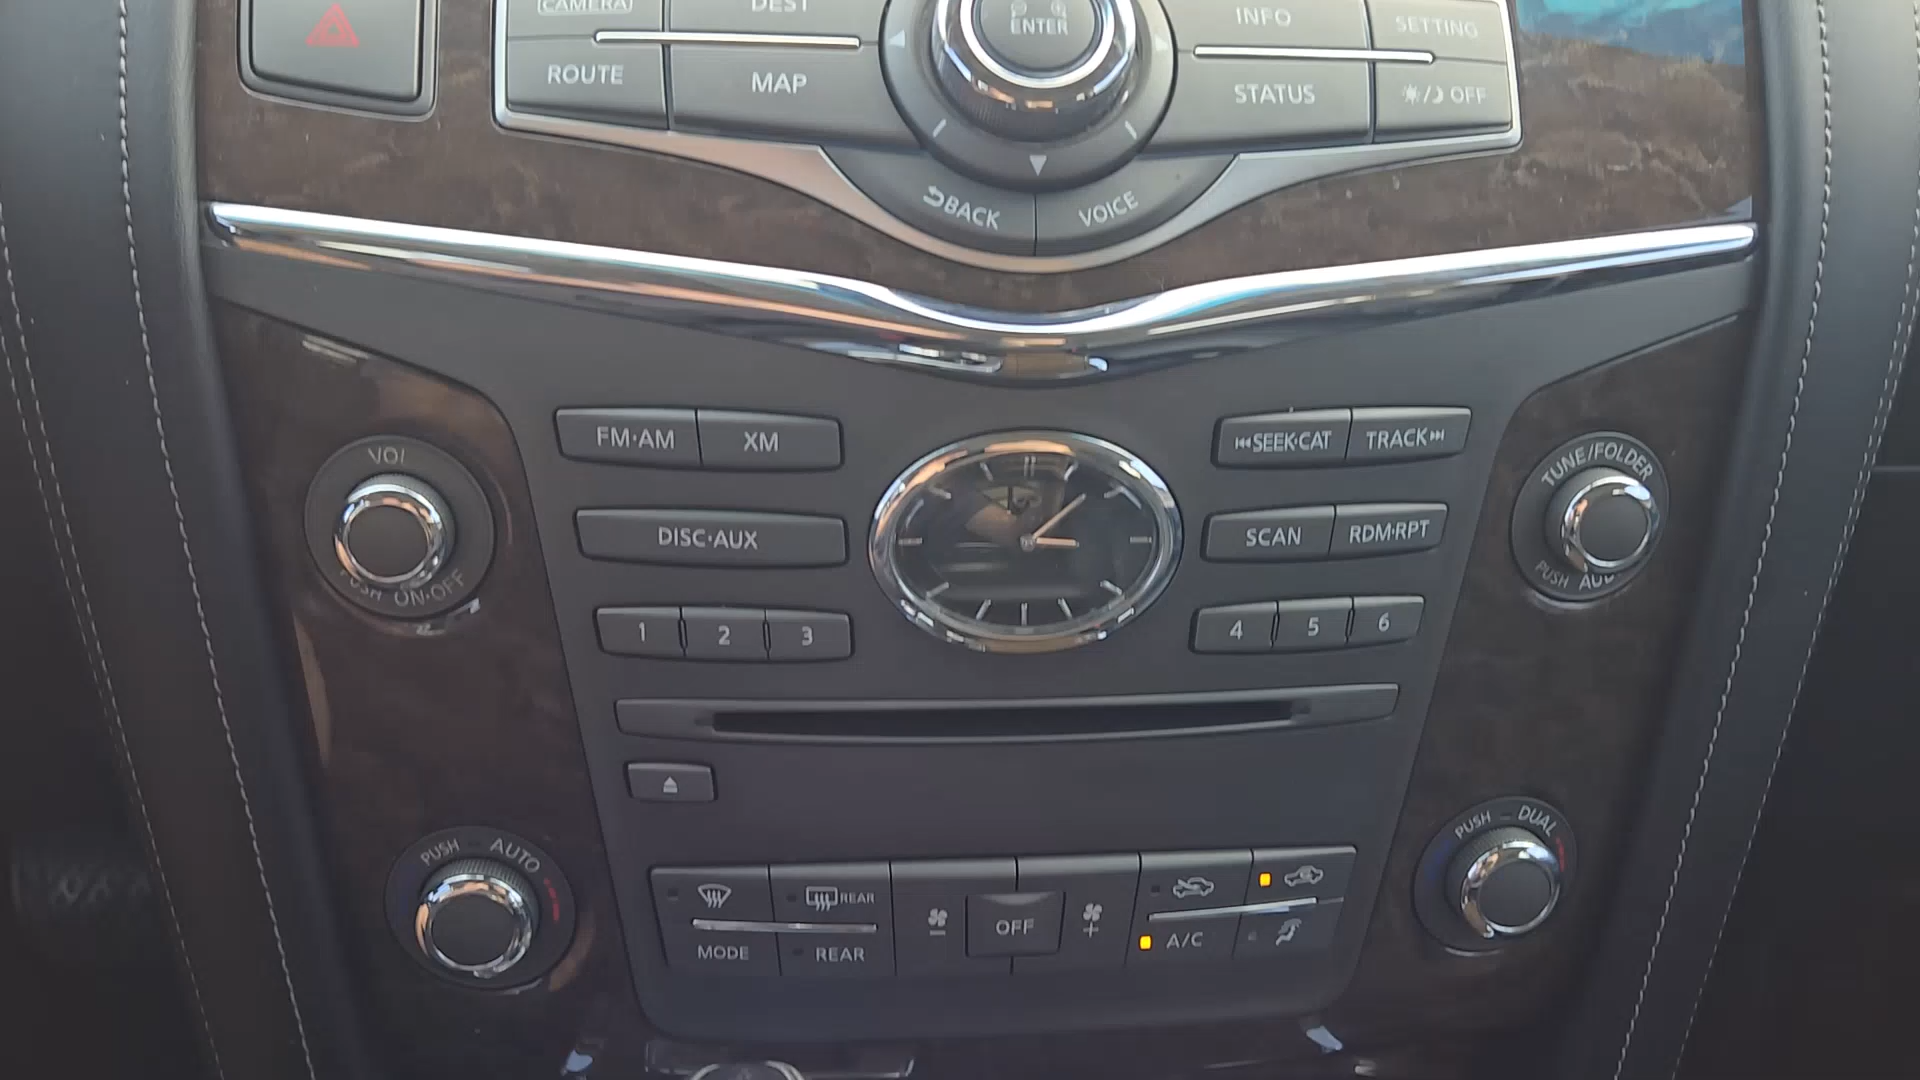 CAMERA
DEST
ENTER
INFO
SETTING
ROUTE
MAP
STATUS
OFF
BACK
VOICE
FM·AM
XM
SEEK·CAT
TRACK
VOL
ON·OFF
DISC·AUX
SCAN
RDM·RPT
TUNE/FOLDER
PUSH
1
2
3
4
5
6
PUSH AUTO
PUSH DUAL
REAR
OFF
MODE
REAR
A/C